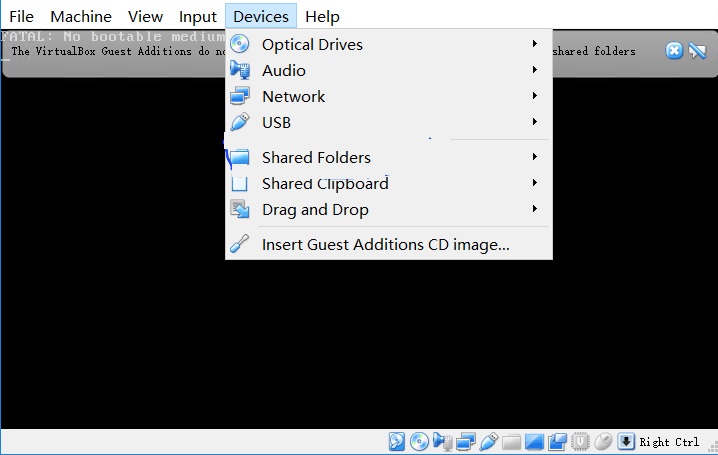 File Machine View Input Devices Help
FATAL: No bootable medium
The VirtualBox Guest Additions do no shared folders
Optical Drives
Audio
Network
USB
Shared Folders
Shared Clipboard
Drag and Drop
Insert Guest Additions CD image...
Right Ctrl